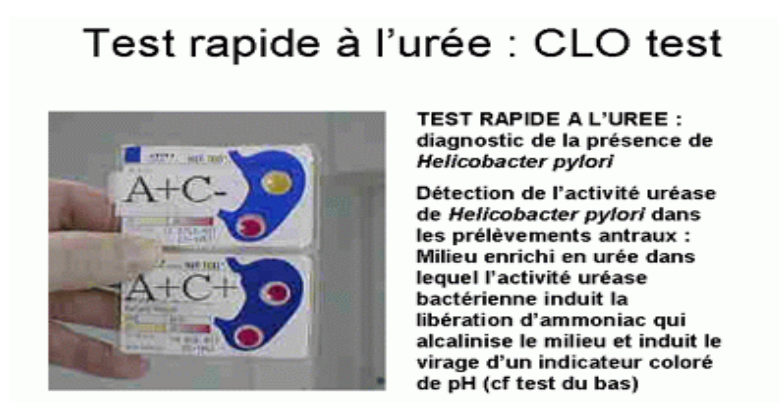 Test rapide à l'urée : CLO test
TEST RAPIDE A L'UREE :
diagnostic de la présence de
Helicobacter pylori
Détection de l'activité uréase
de Helicobacter pylori dans
les prélèvements antraux :
Milieu enrichi en urée dans
lequel l'activité uréase
bactérienne induit la
libération d'ammoniac qui
alcalinise le milieu et induit le
virage d'un indicateur coloré
de pH (cf test du bas)
A+C-
A+C+